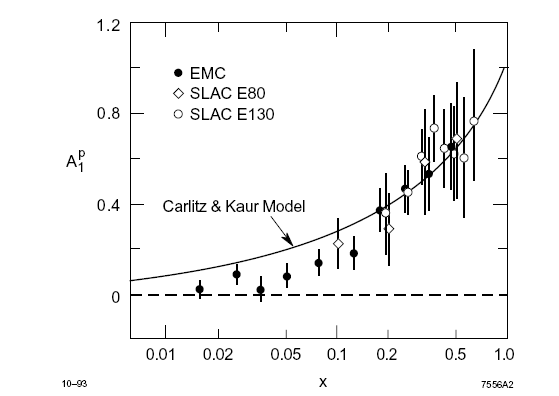 1.2
EMC
SLAC E80
0.8
SLAC E130
A₁ᵖ
Carlitz & Kaur Model
0.4
0
0.01 0.02 0.05 0.1 0.2 0.5 1.0
10–93 x 7556A2